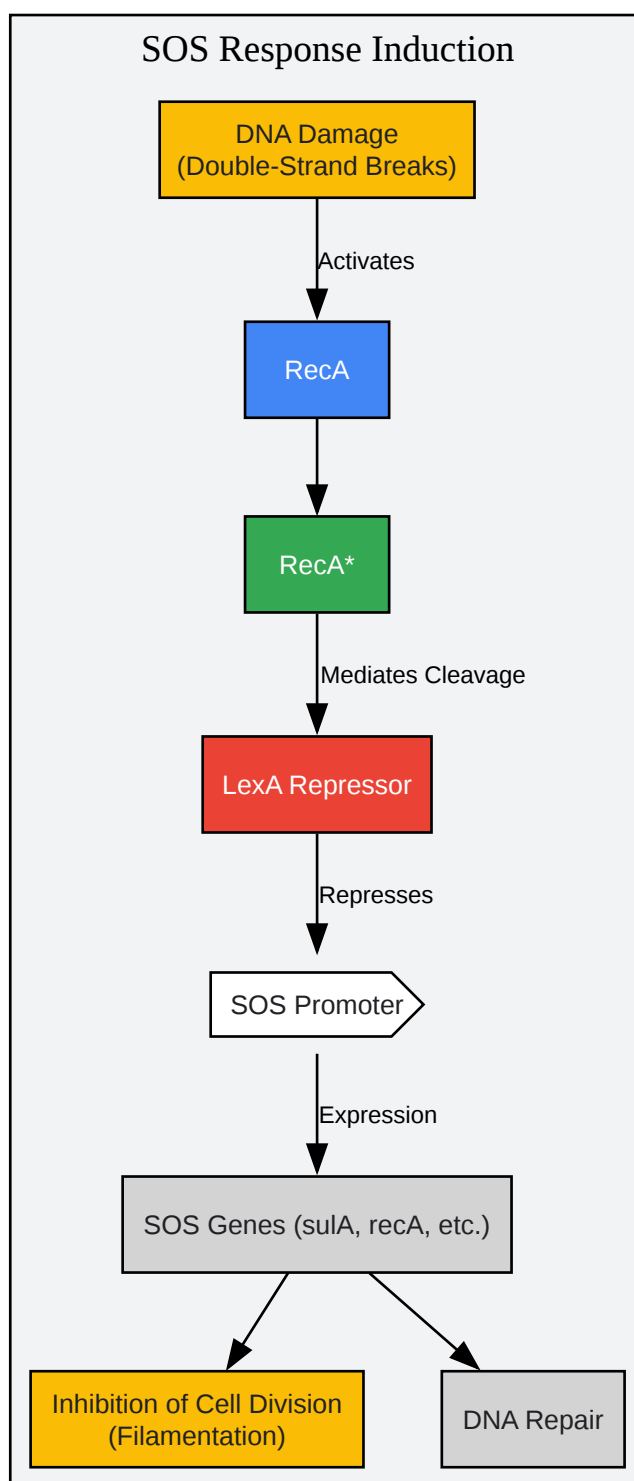 SOS Response Induction
DNA Damage
(Double-Strand Breaks)
Activates
RecA
RecA*
Mediates Cleavage
LexA Repressor
Represses
SOS Promoter
Expression
SOS Genes (sulA, recA, etc.)
Inhibition of Cell Division
(Filamentation)
DNA Repair